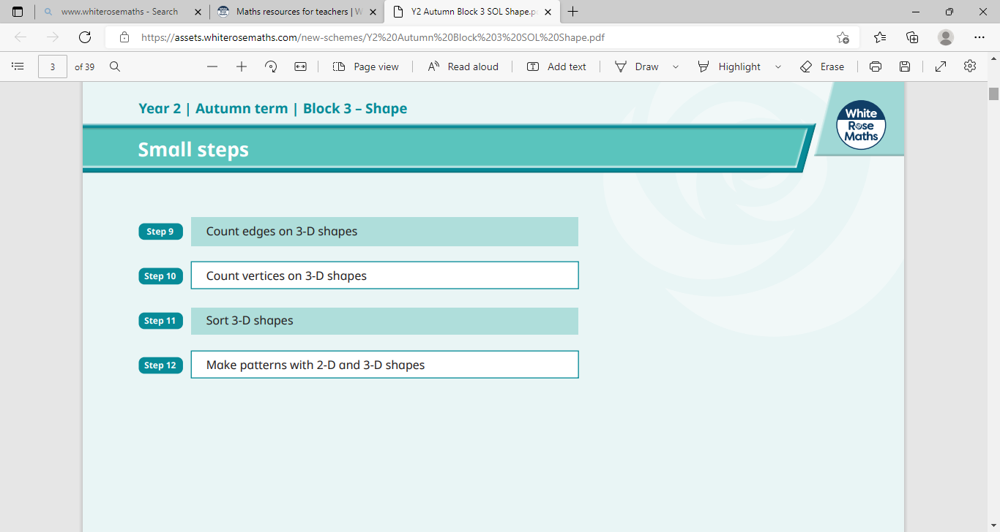 www.whiterosemaths - Search
Maths resources for teachers | W
Y2 Autumn Block 3 SOL Shape.p
https://assets.whiterosemaths.com/new-schemes/Y2%20Autumn%20Block%203%20SOL%20Shape.pdf
3 of 39 Page view Read aloud Add text Draw Highlight Erase
Year 2 | Autumn term | Block 3 – Shape
White
Rose
Maths
Small steps
Step 9 Count edges on 3-D shapes
Step 10 Count vertices on 3-D shapes
Step 11 Sort 3-D shapes
Step 12 Make patterns with 2-D and 3-D shapes